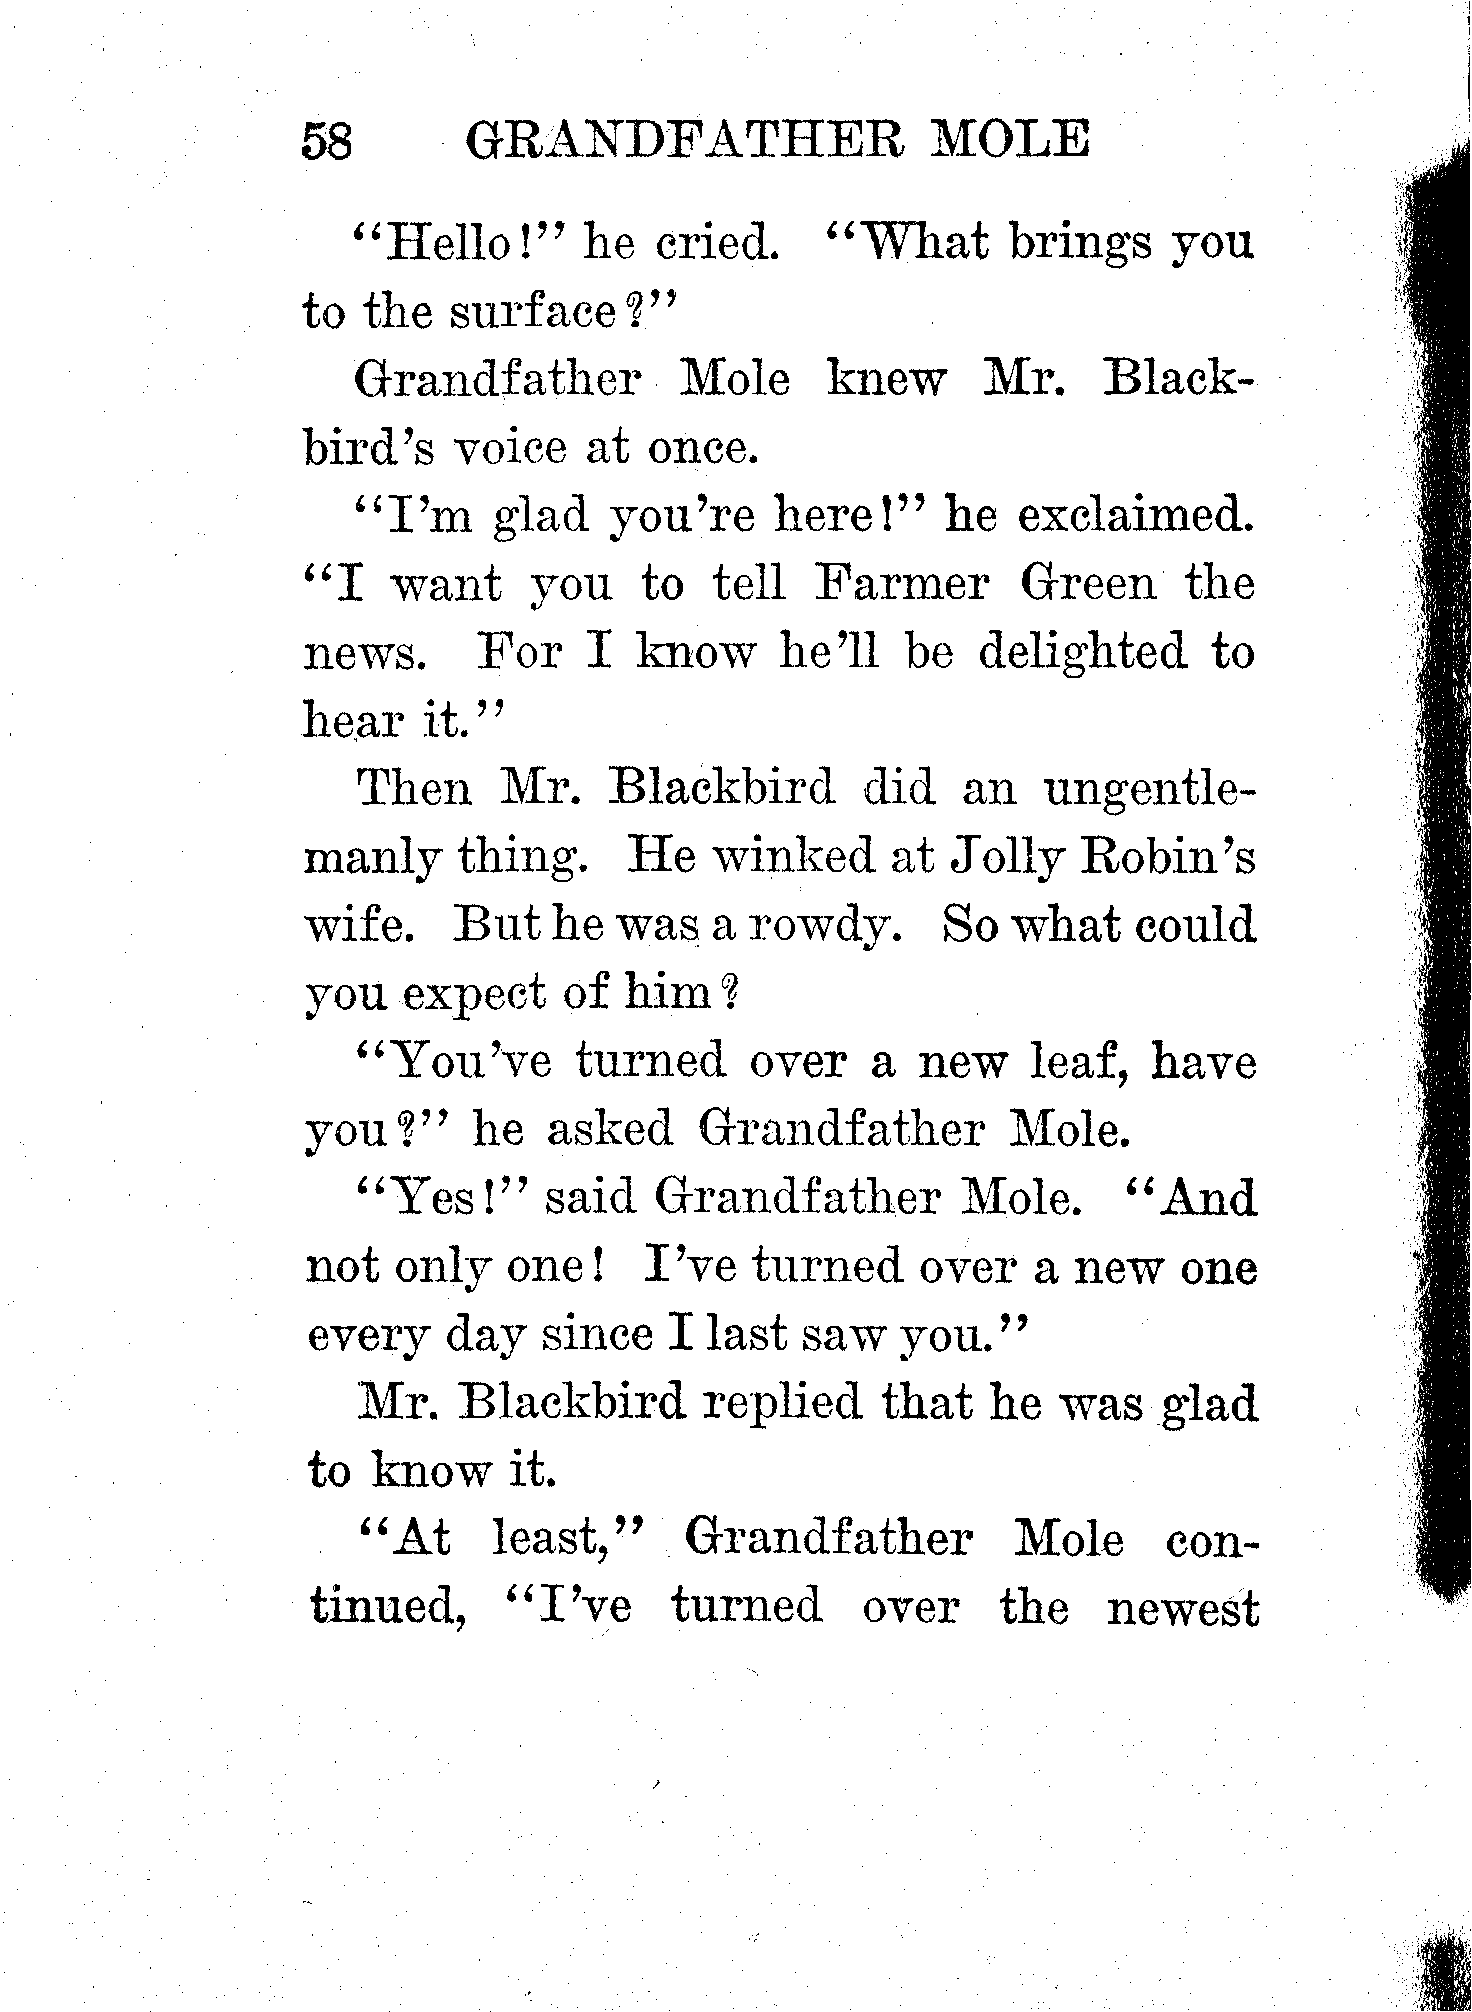 58 GRANDFATHER MOLE
"Hello!" he cried. "What brings you
to the surface?"
Grandfather Mole knew Mr. Black-
bird's voice at once.
"I'm glad you're here!" he exclaimed.
"I want you to tell Farmer Green the
news. For I know he'll be delighted to
hear it."
Then Mr. Blackbird did an ungentle-
manly thing. He winked at Jolly Robin's
wife. But he was a rowdy. So what could
you expect of him?
"You've turned over a new leaf, have
you?" he asked Grandfather Mole.
"Yes!" said Grandfather Mole. "And
not only one! I've turned over a new one
every day since I last saw you."
Mr. Blackbird replied that he was glad
to know it.
"At least," Grandfather Mole con-
tinued, "I've turned over the newest